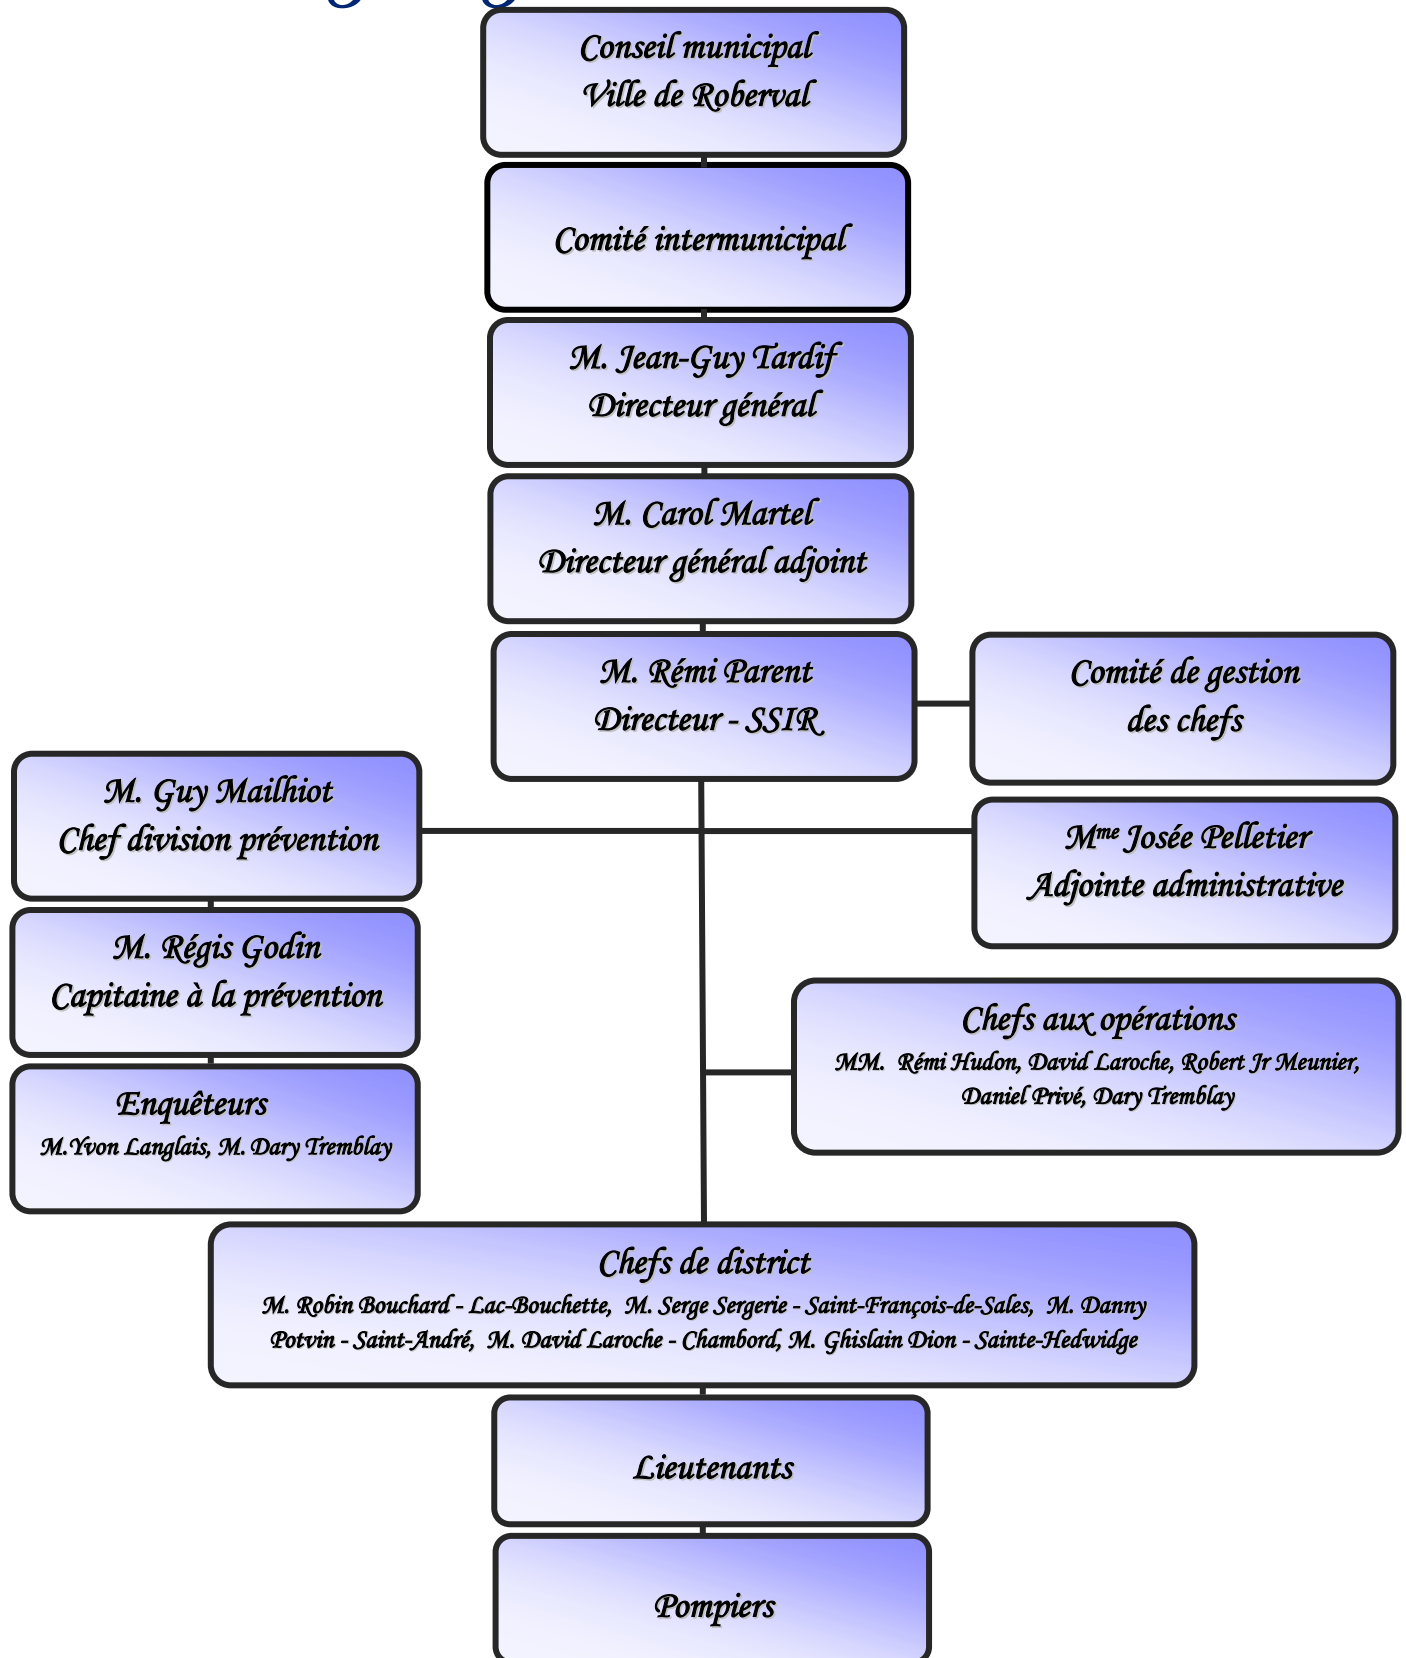 Conseil municipal
Ville de Roberval
Comité intermunicipal
M. Jean-Guy Tardif
Directeur général
M. Carol Martel
Directeur général adjoint
M. Rémi Parent
Directeur - SSIR
Comité de gestion
des chefs
M. Guy Mailhiot
Chef division prévention
Mme Josée Pelletier
Adjointe administrative
M. Régis Godin
Capitaine à la prévention
Chefs aux opérations
MM. Rémi Hudon, David Laroche, Robert Jr Meunier,
Daniel Privé, Dary Tremblay
Enquêteurs
M.Yvon Langlais, M. Dary Tremblay
Chefs de district
M. Robin Bouchard - Lac-Bouchette, M. Serge Sergerie - Saint-François-de-Sales, M. Danny
Potvin - Saint-André, M. David Laroche - Chambord, M. Ghislain Dion - Sainte-Hedwidge
Lieutenants
Pompiers